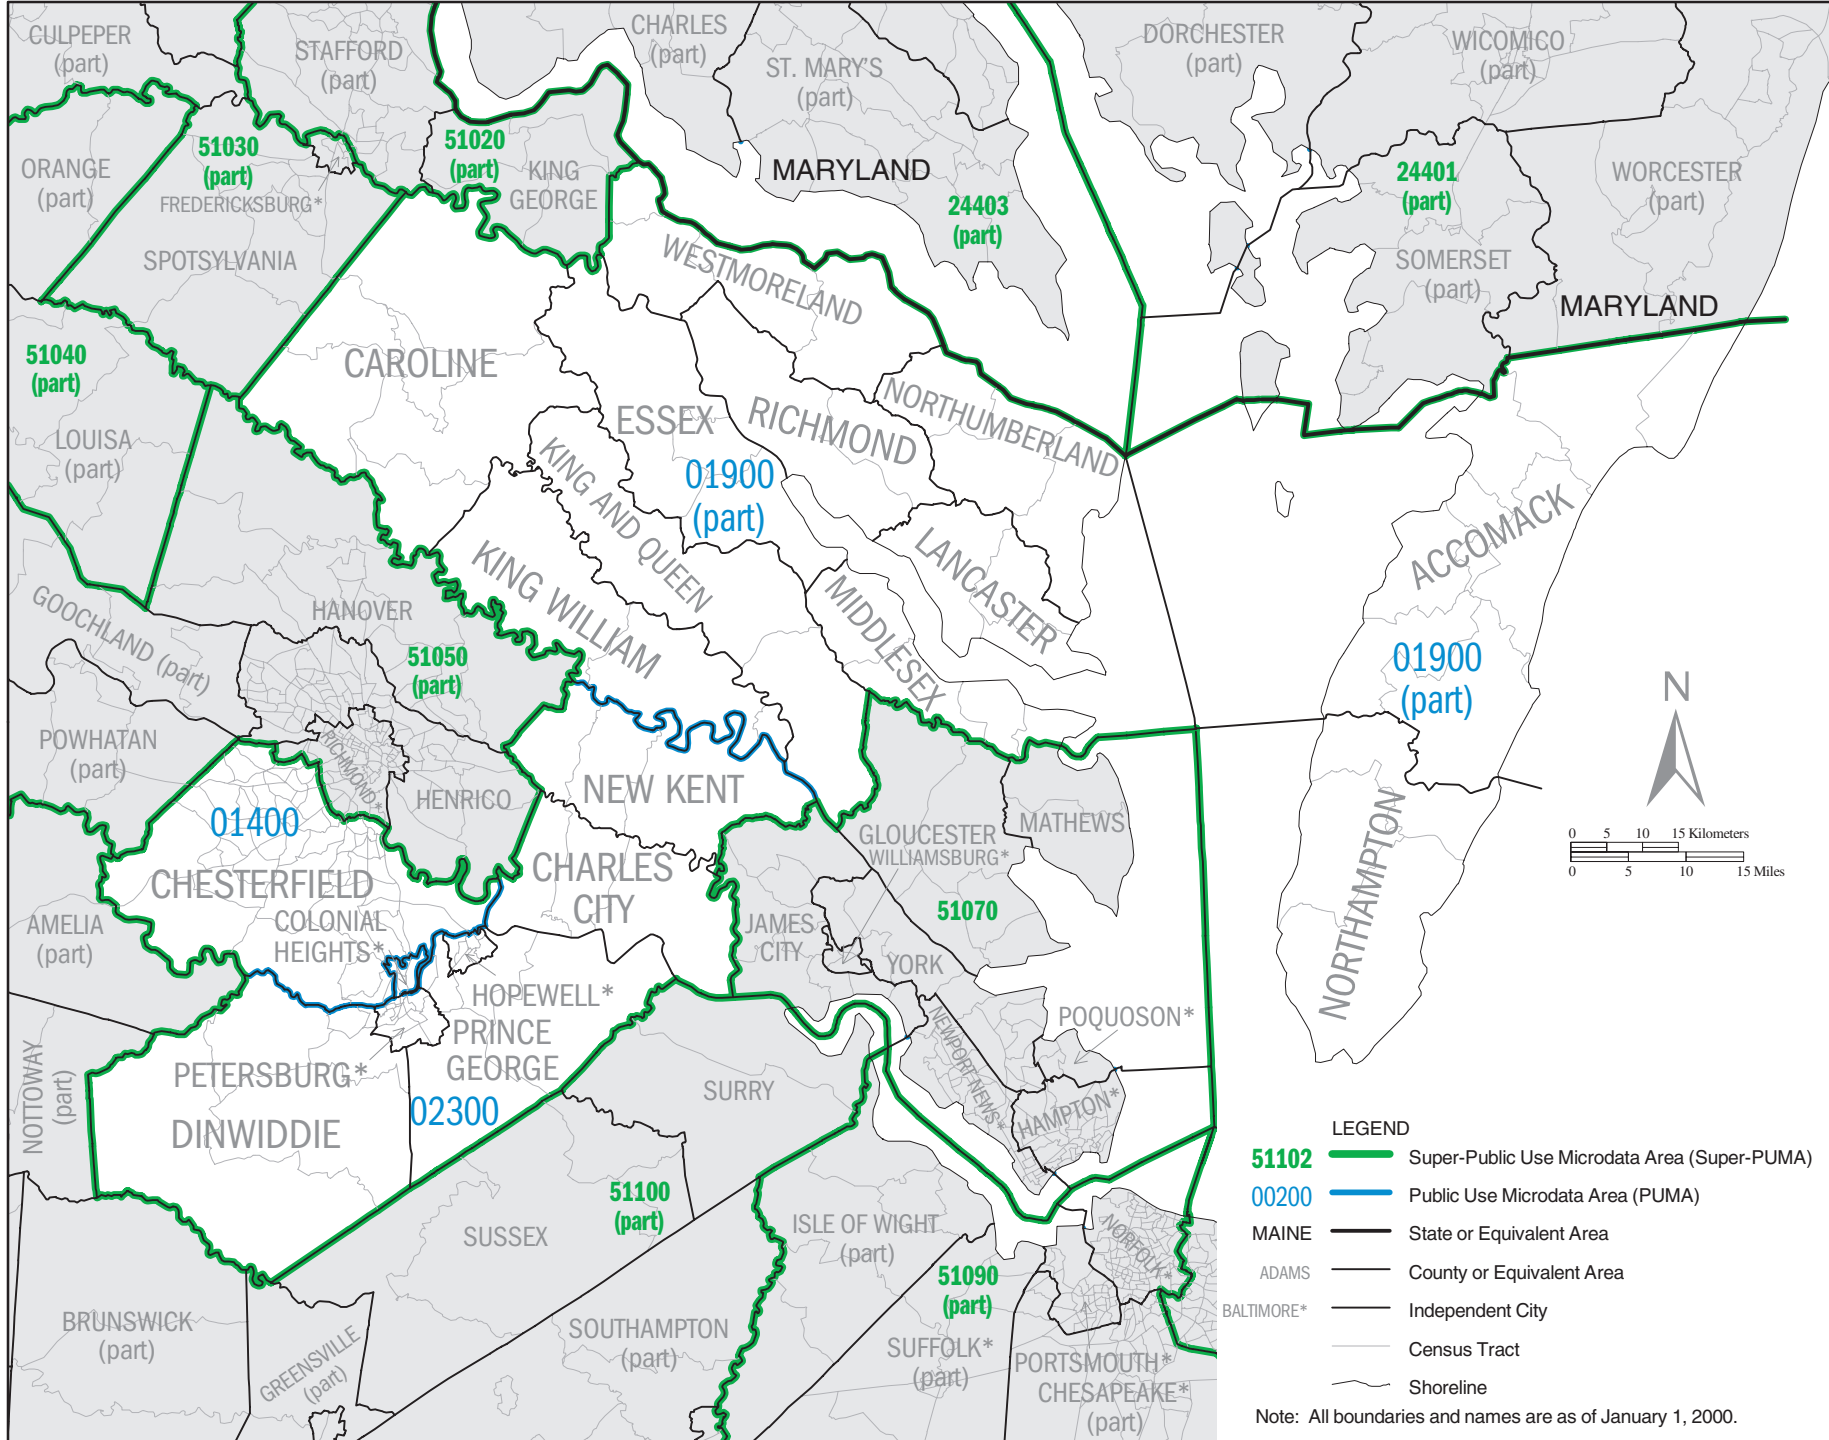 CULPEPER
(part)
STAFFORD
(part)
CHARLES
(part)
ST. MARY'S
(part)
DORCHESTER
(part)
WICOMICO
(part)
ORANGE
(part)
51030
(part)
FREDERICKSBURG*
SPOTSYLVANIA
51020
(part)
KING
GEORGE
MARYLAND
24403
(part)
24401
(part)
WORCESTER
(part)
SOMERSET
(part)
MARYLAND
WESTMORELAND
51040
(part)
LOUISA
(part)
CAROLINE
ESSEX
RICHMOND
NORTHUMBERLAND
01900
(part)
KING AND QUEEN
KING WILLIAM
LANCASTER
MIDDLESEX
ACCOMACK
01900
(part)
GOOCHLAND (part)
HANOVER
51050
(part)
POWHATAN
(part)
RICHMOND*
HENRICO
NEW KENT
01400
CHESTERFIELD
COLONIAL
HEIGHTS*
CHARLES
CITY
GLOUCESTER
WILLIAMSBURG*
MATHEWS
51070
JAMES
CITY
YORK
NORTHAMPTON
N
0 5 10 15 Kilometers
0 5 10 15 Miles
AMELIA
(part)
HOPEWELL*
PRINCE
GEORGE
02300
PETERSBURG*
DINWIDDIE
NOTTOWAY
(part)
SURRY
NEWPORT NEWS*
POQUOSON*
HAMPTON*
51100
(part)
SUSSEX
ISLE OF WIGHT
(part)
51090
(part)
NORFOLK*
BRUNSWICK
(part)
GREENSVILLE
(part)
SOUTHAMPTON
(part)
SUFFOLK*
(part)
PORTSMOUTH*
CHESAPEAKE*
(part)
LEGEND
51102 Super-Public Use Microdata Area (Super-PUMA)
00200 Public Use Microdata Area (PUMA)
MAINE State or Equivalent Area
ADAMS County or Equivalent Area
BALTIMORE* Independent City
Census Tract
Shoreline
Note: All boundaries and names are as of January 1, 2000.